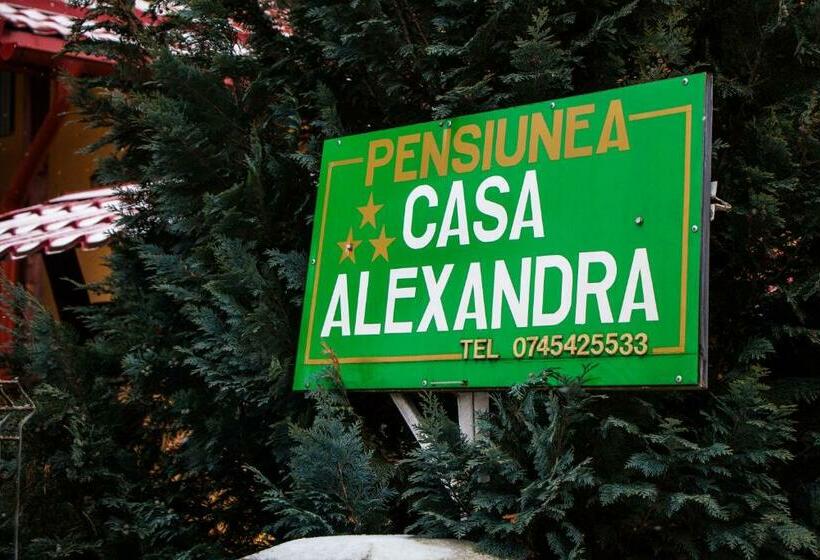 PENSIUNEA
CASA
ALEXANDRA
TEL 0745425533